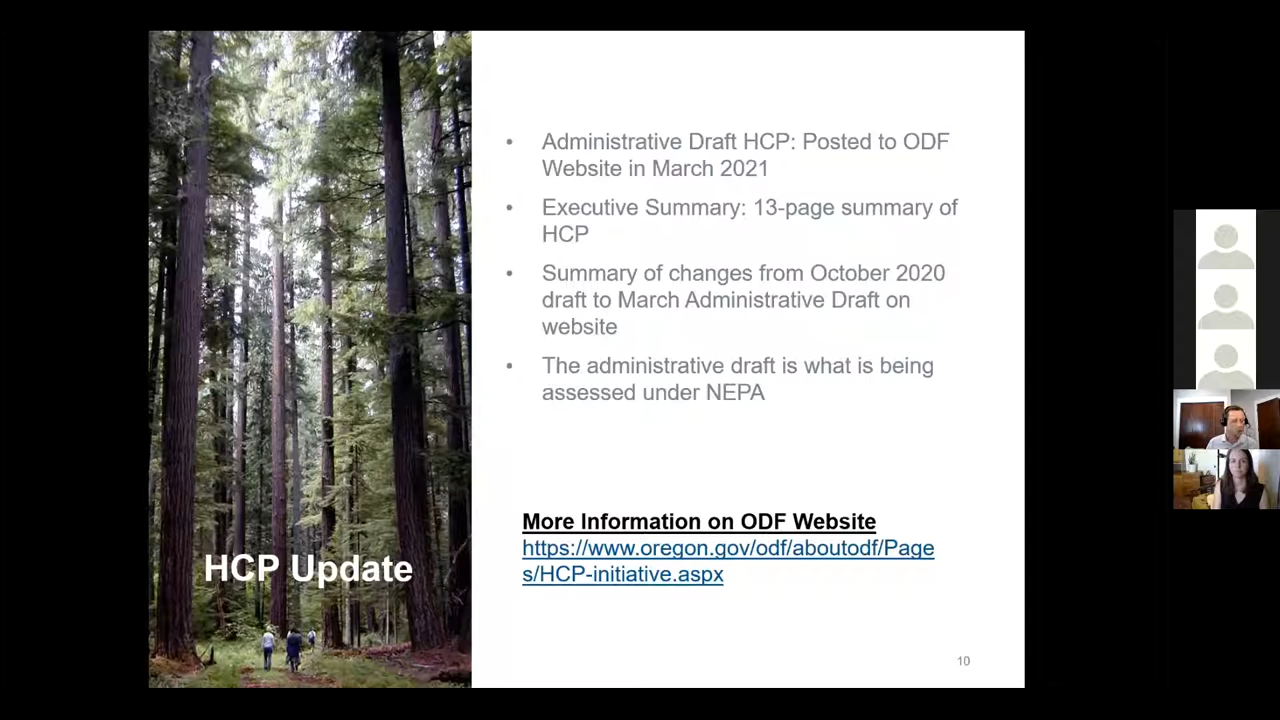 HCP Update
• Administrative Draft HCP: Posted to ODF
Website in March 2021
• Executive Summary: 13-page summary of
HCP
• Summary of changes from October 2020
draft to March Administrative Draft on
website
• The administrative draft is what is being
assessed under NEPA
More Information on ODF Website
https://www.oregon.gov/odf/aboutodf/Page
s/HCP-initiative.aspx
10